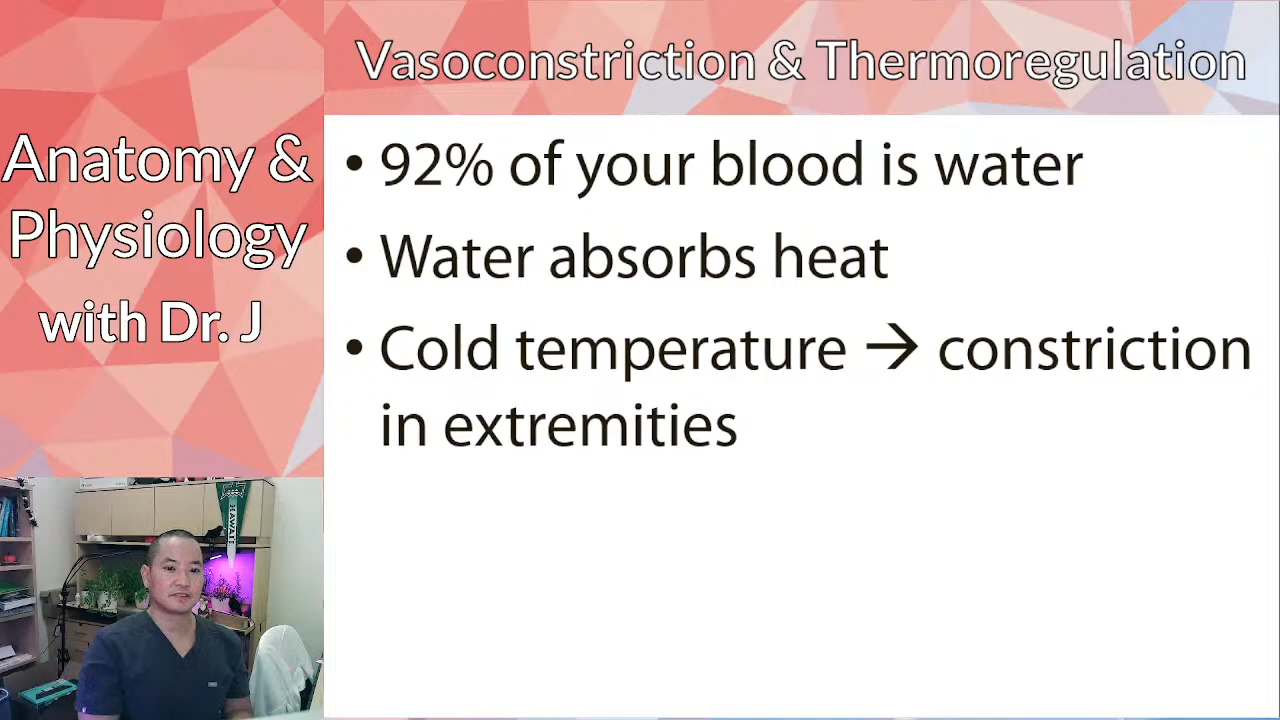 Vasoconstriction & Thermoregulation
Anatomy &
Physiology
with Dr. J
• 92% of your blood is water
• Water absorbs heat
• Cold temperature → constriction
in extremities
HAWAI'I